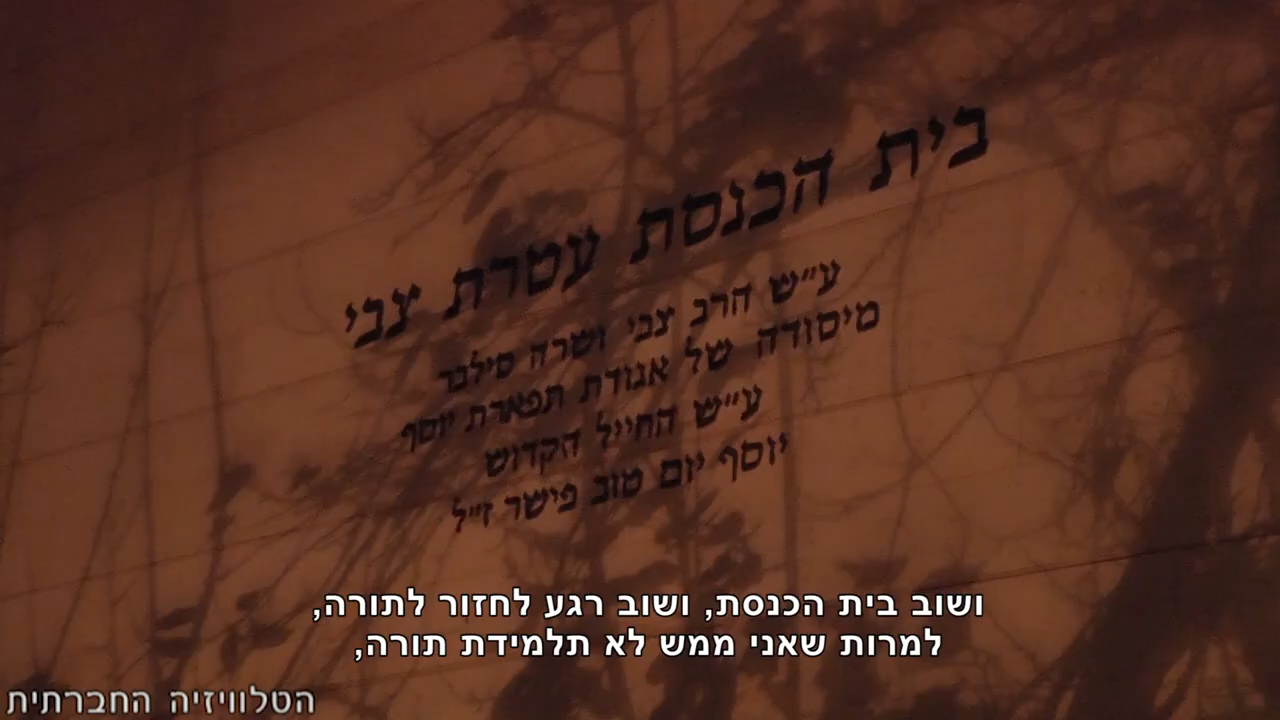 בית הכנסת עטרת צבי
ע״ש הרב צבי ושרה סילבר
מיסודה של אגודת תפארת יוסף
ע״ש החייל הקדוש
יוסף יום טוב פישר ז״ל
ושוב בית הכנסת, ושוב רגע לחזור לתורה,
למרות שאני ממש לא תלמידת תורה,
הטלוויזיה החברתית